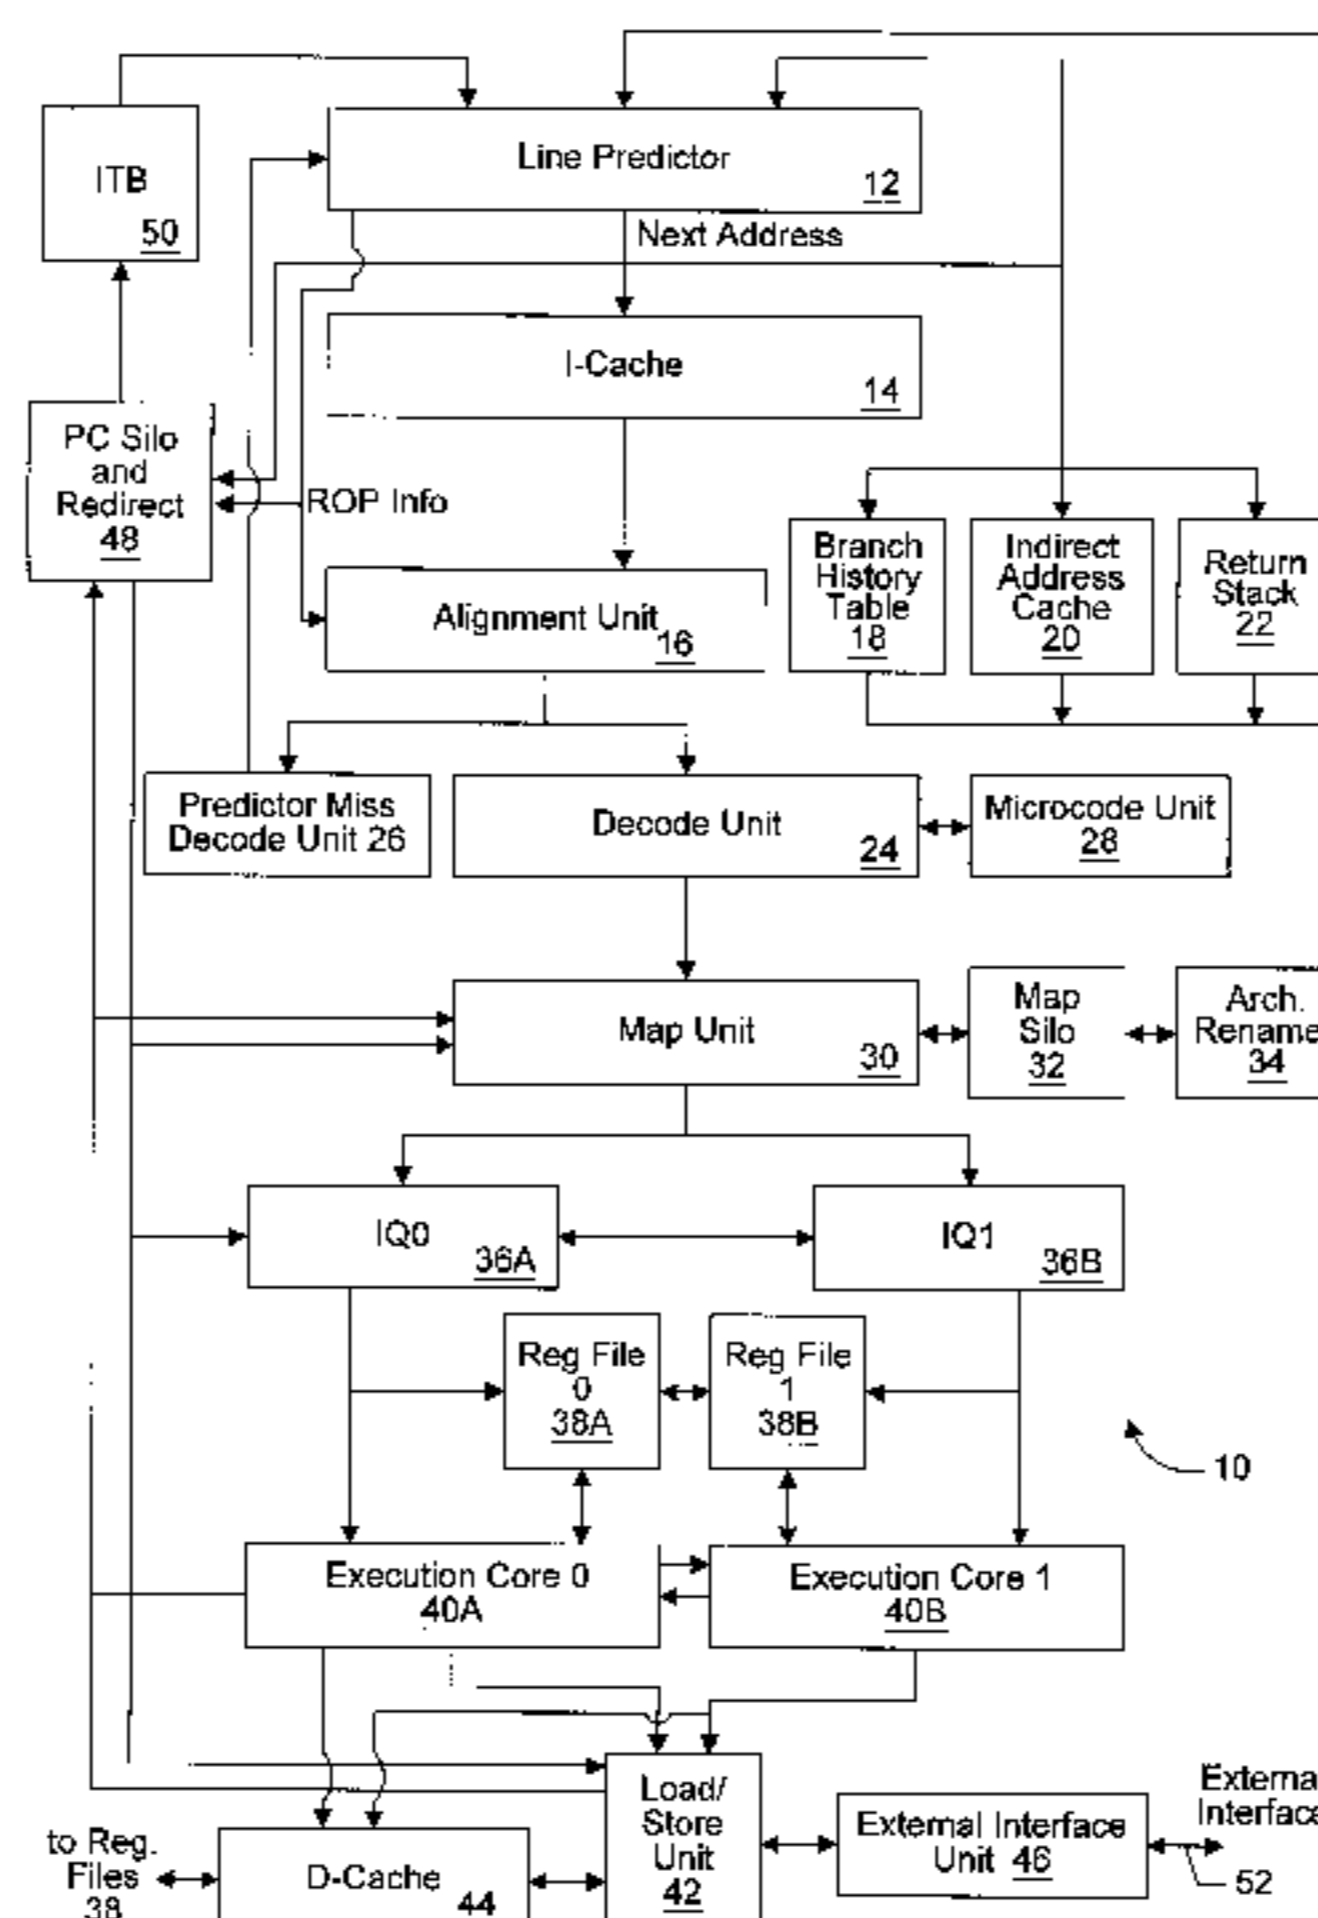 Line Predictor
12
ITB
50
Next Address
I-Cache
14
PC Silo
and
Redirect
48
ROP Info
Branch
History
Table
18
Indirect
Address
Cache
20
Return
Stack
22
Alignment Unit
16
Predictor Miss
Decode Unit 26
Decode Unit
24
Microcode Unit
28
Map Unit
30
Map
Silo
32
Arch.
Rename
34
IQ0
36A
IQ1
36B
Reg File
0
38A
Reg File
1
38B
10
Execution Core 0
40A
Execution Core 1
40B
Load/
Store
Unit
42
External Interface
Unit 46
Externa
Interface
52
to Reg.
Files
38
D-Cache
44